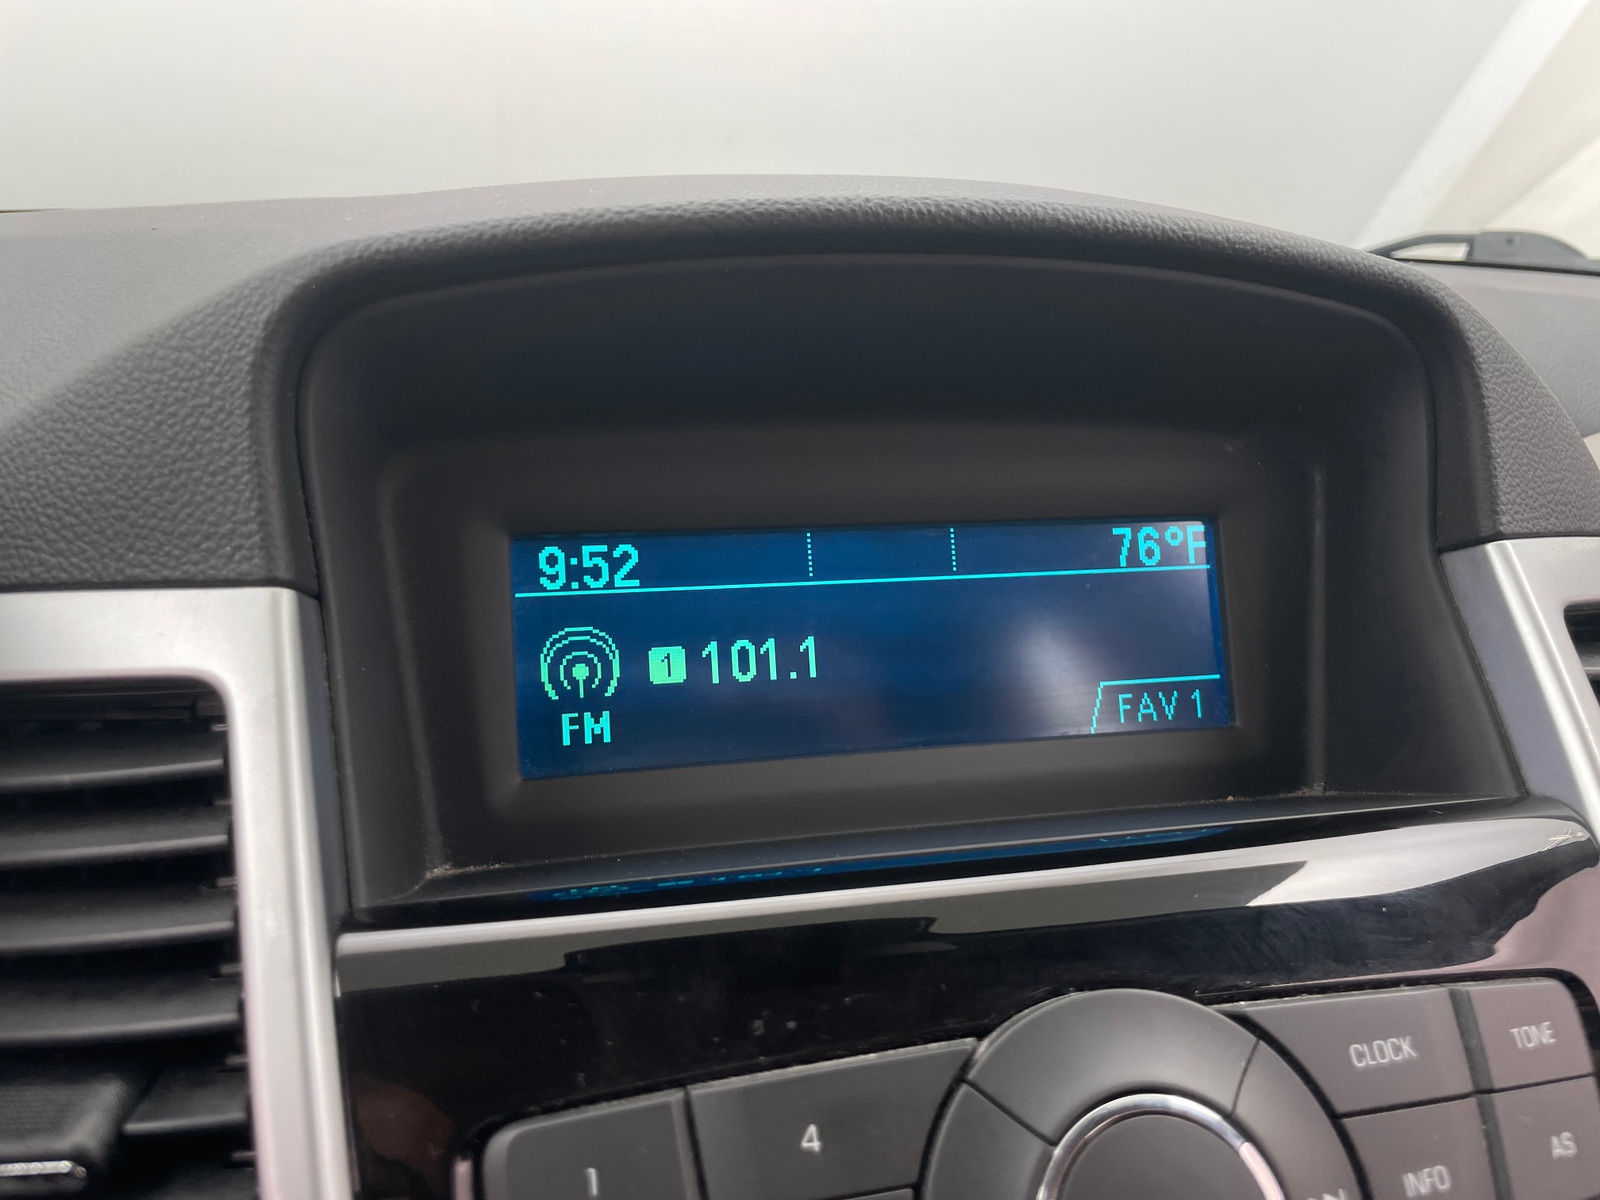 9:52 76°F
1 101.1
FM
FAV 1
CLOCK
TONE
4
1
INFO
AS